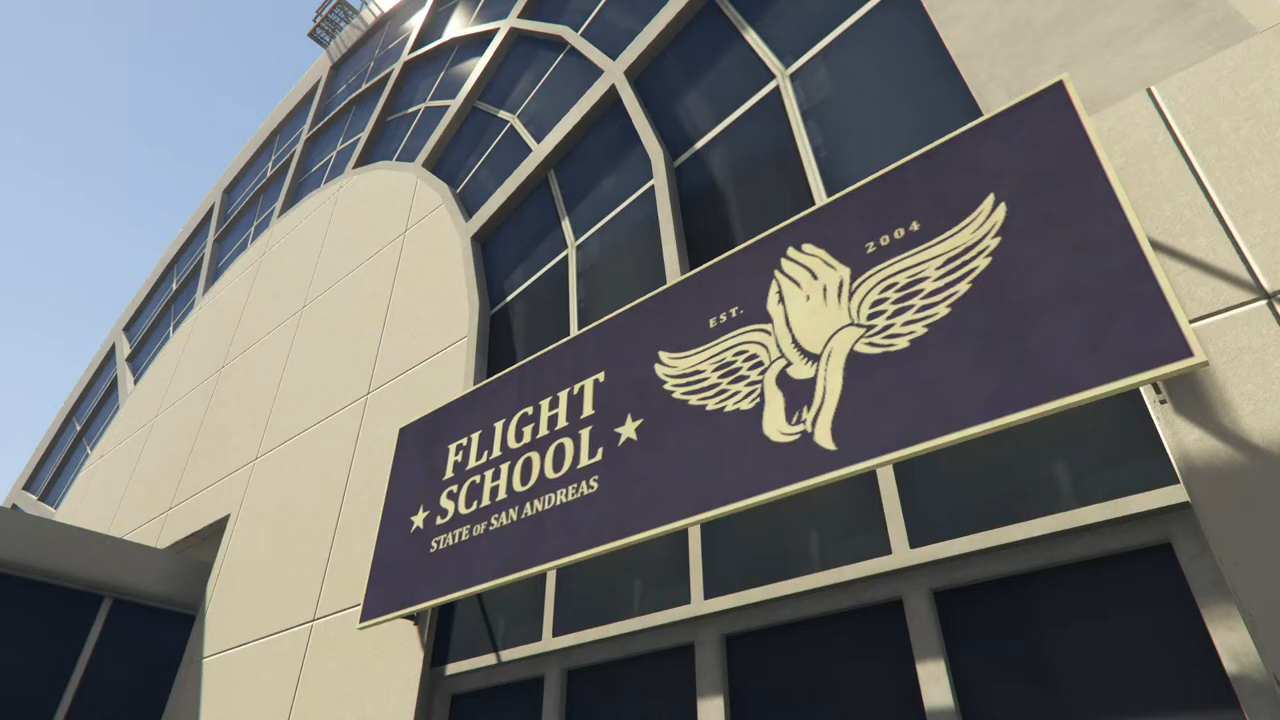 FLIGHT
SCHOOL
STATE OF SAN ANDREAS
EST.
2004